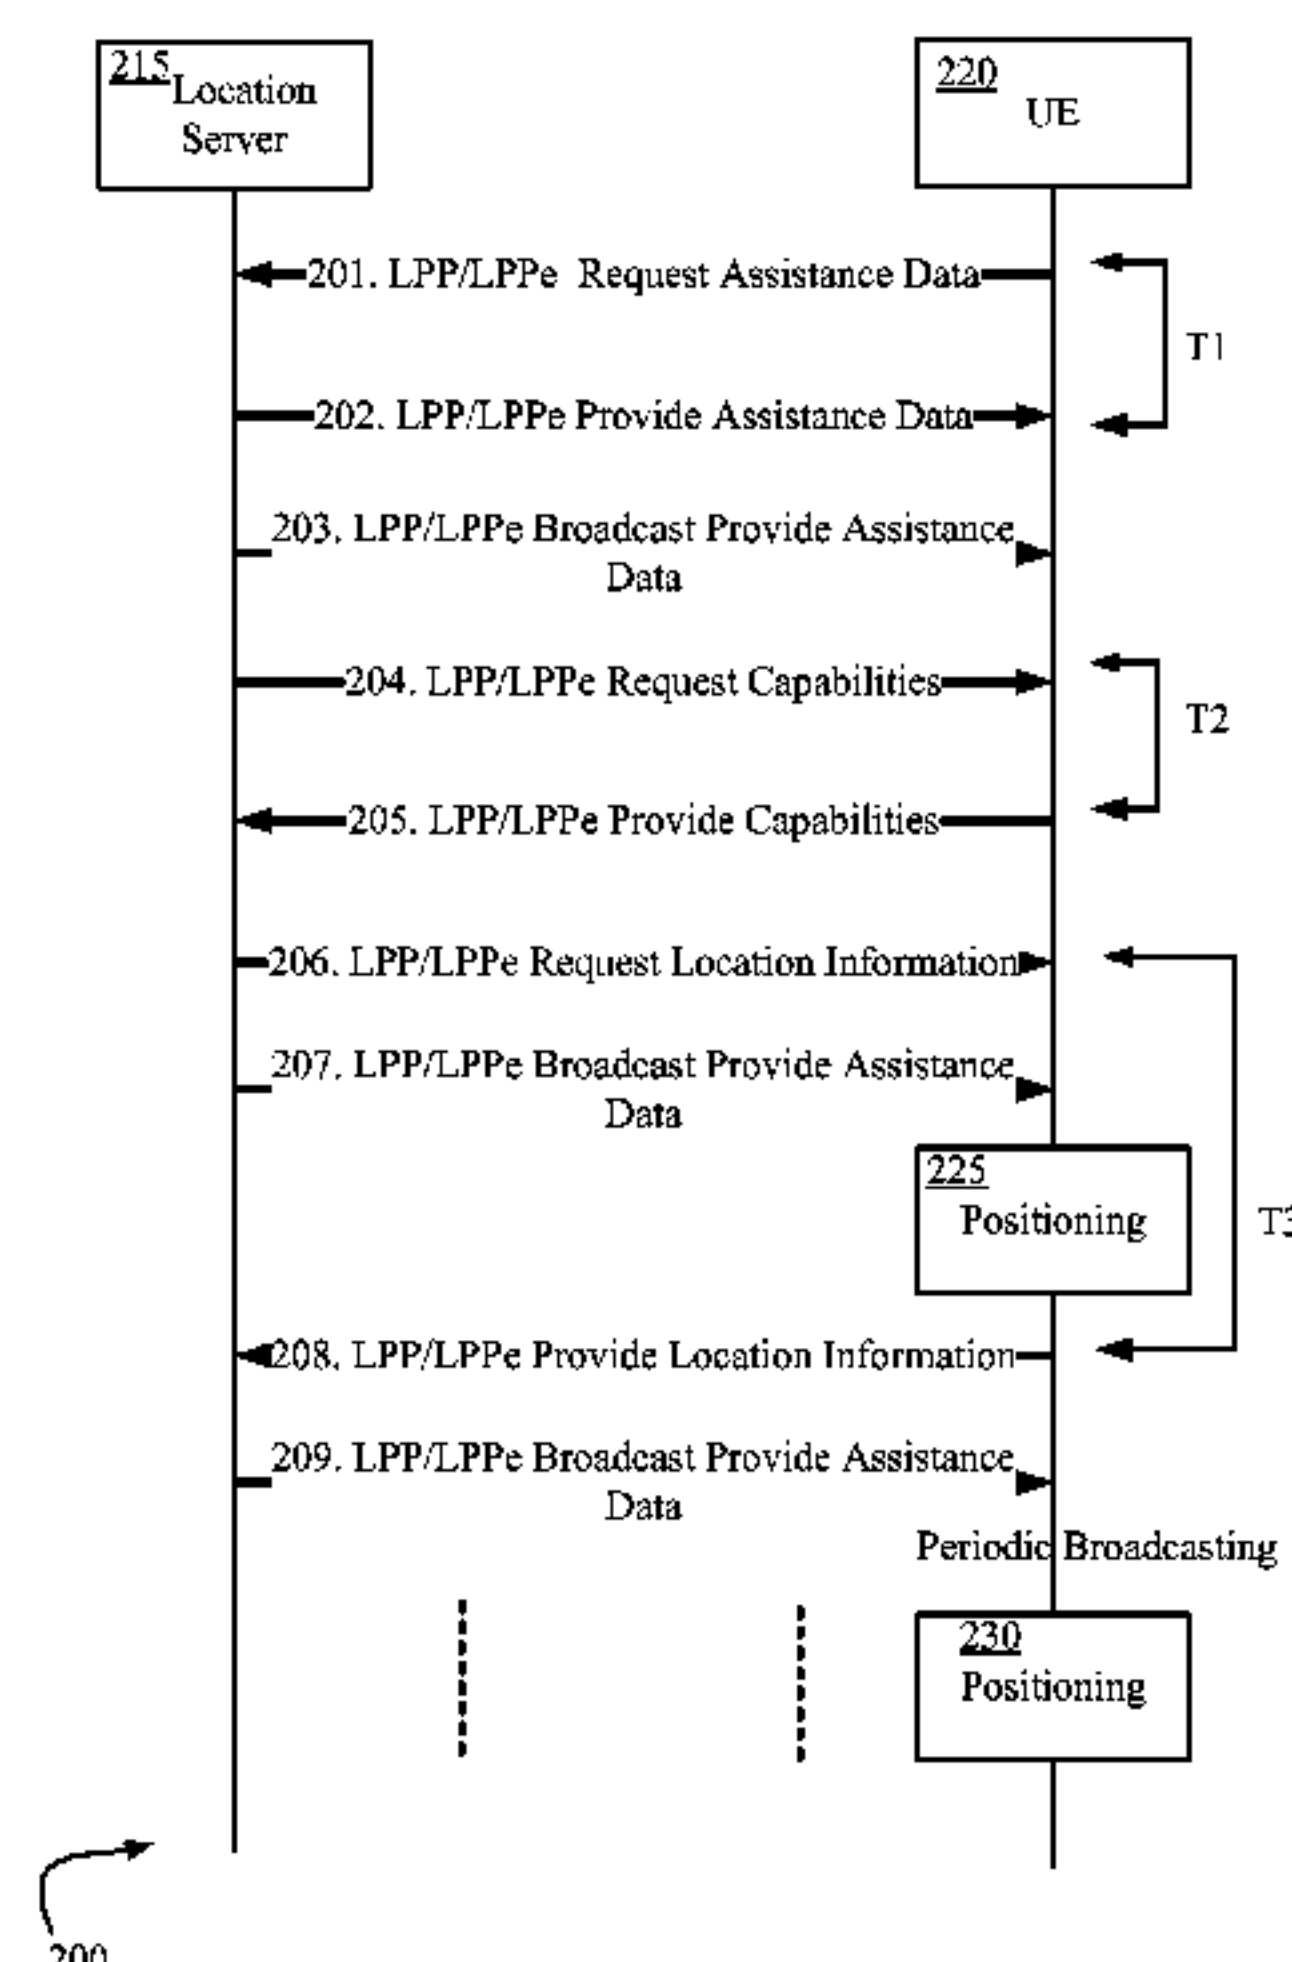 215
Location
Server
220
UE
201. LPP/LPPe Request Assistance Data
T1
202. LPP/LPPe Provide Assistance Data
203. LPP/LPPe Broadcast Provide Assistance
Data
204. LPP/LPPe Request Capabilities
T2
205. LPP/LPPe Provide Capabilities
206. LPP/LPPe Request Location Information
207. LPP/LPPe Broadcast Provide Assistance
Data
225
Positioning
T3
208. LPP/LPPe Provide Location Information
209. LPP/LPPe Broadcast Provide Assistance
Data
Periodic Broadcasting
230
Positioning
200